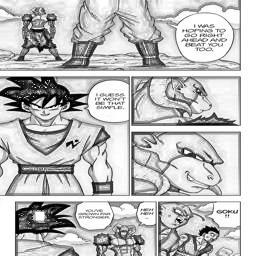 I WAS
HOPING TO
GO RIGHT
AHEAD AND
BEAT YOU
TOO.
I GUESS
IT WON'T
BE THAT
SIMPLE.
YOU'VE
GROWN FAR
STRONGER.
HEH
HEH...
GOKU
!!